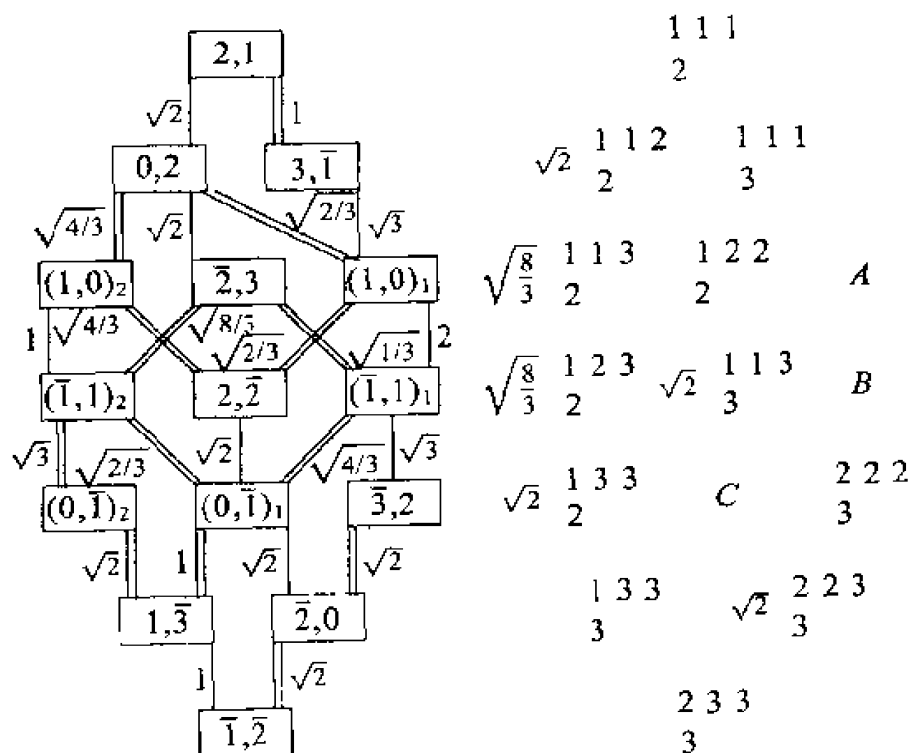 2,1
√2 1
0,2 3,1̅
√4/3 √2 √2/3 √3
(1,0)₂ 2̅,3 (1,0)₁
1 √4/3 √8/3 √2/3 √1/3 2
(1̅,1)₂ 2,2̅ (1̅,1)₁
√3 √2/3 √2 √4/3 √3
(0,1̅)₂ (0,1̅)₁ 3̅,2
√2 1 √2 √2
1,3̅ 2̅,0
1 √2
1̅,2̅
1 1 1
2
√2 1 1 2 1 1 1
2 3
√8/3 1 1 3 1 2 2 A
2 2
√8/3 1 2 3 √2 1 1 3 B
2 3
√2 1 3 3 C 2 2 2
2 3
1 3 3 √2 2 2 3
3 3
2 3 3
3